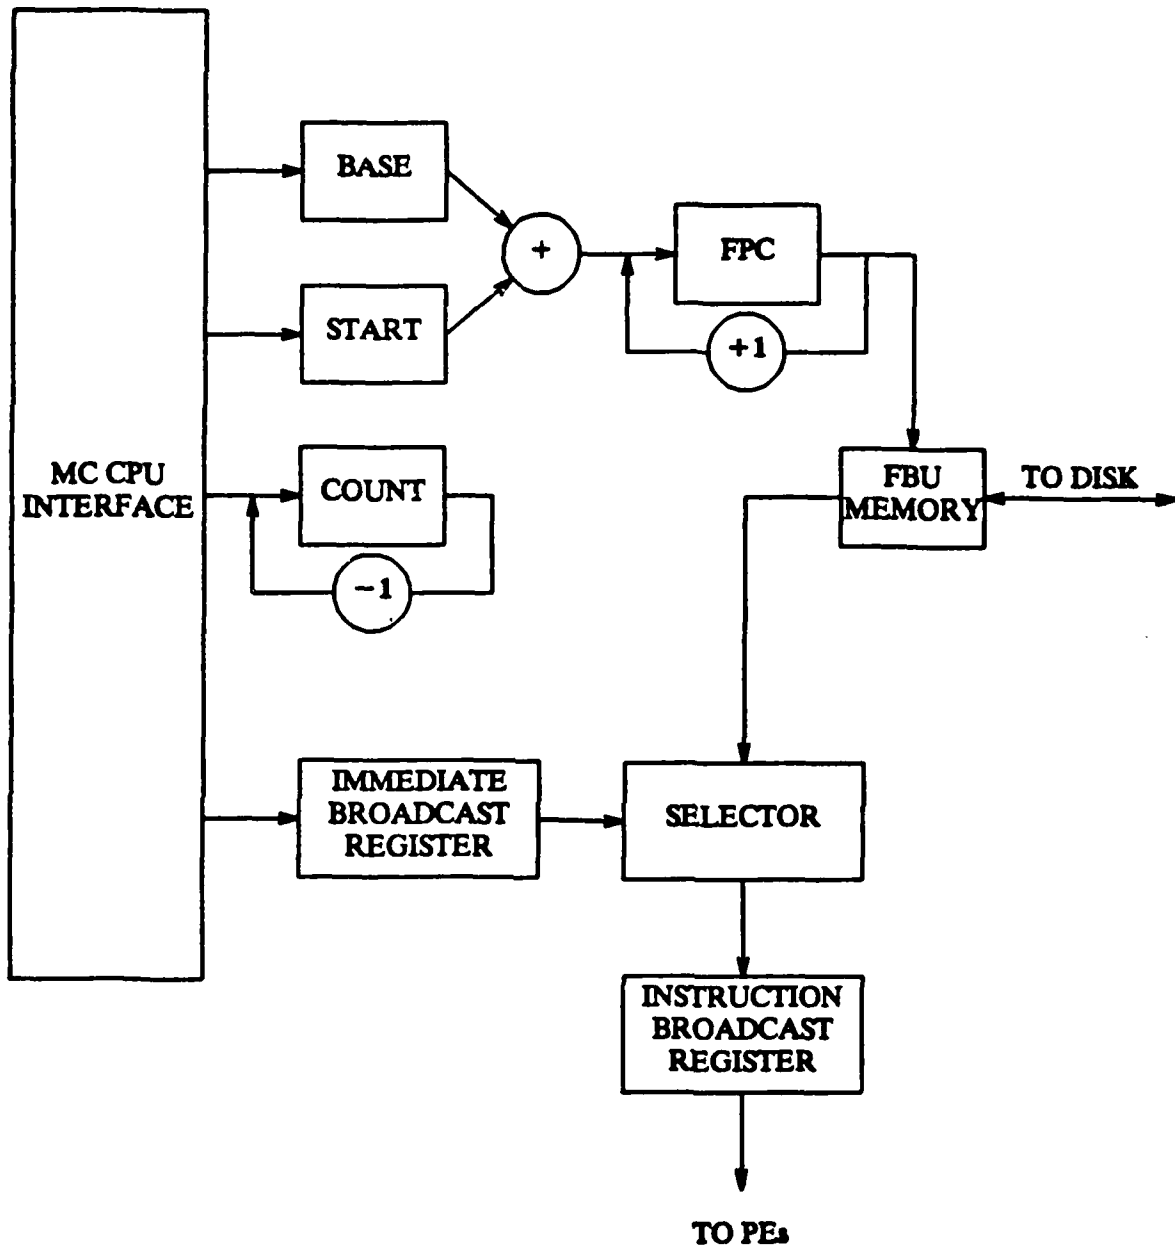 BASE
+
FPC
START
+1
MC CPU
INTERFACE
COUNT
-1
FBU
MEMORY
TO DISK
IMMEDIATE
BROADCAST
REGISTER
SELECTOR
INSTRUCTION
BROADCAST
REGISTER
TO PEs